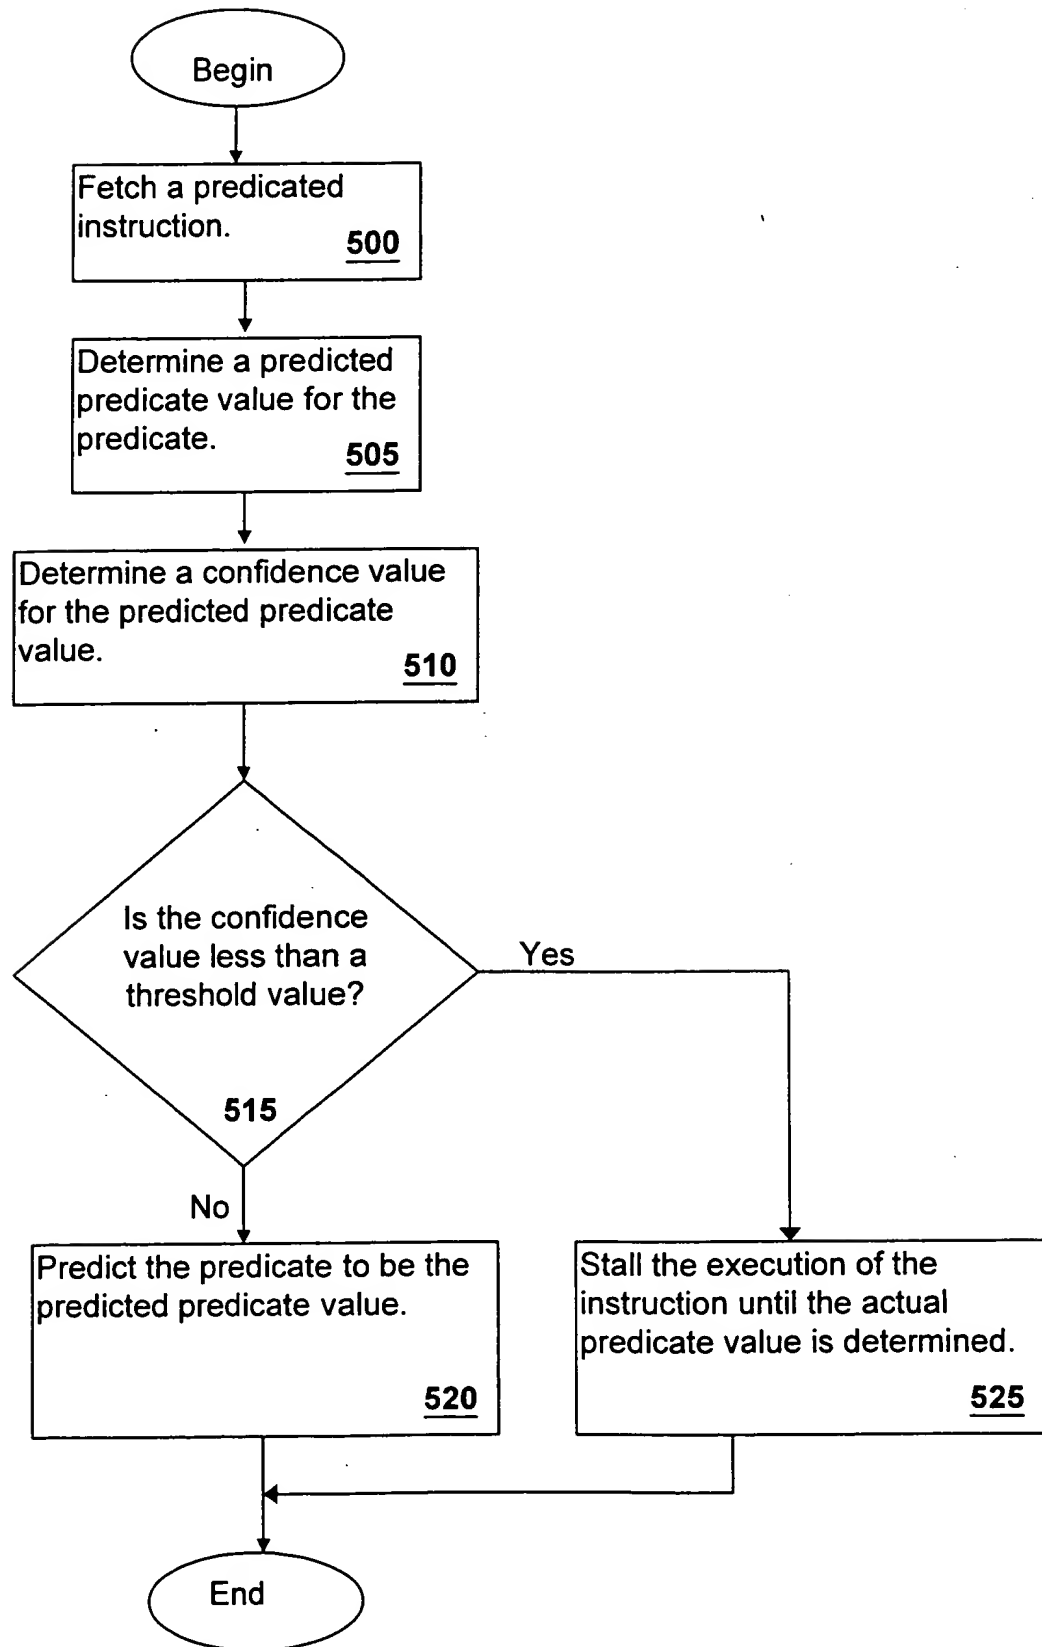 Begin
Fetch a predicated
instruction.
500
Determine a predicted
predicate value for the
predicate.
505
Determine a confidence value
for the predicted predicate
value.
510
Is the confidence
value less than a
threshold value?
515
Yes
No
Predict the predicate to be the
predicted predicate value.
520
Stall the execution of the
instruction until the actual
predicate value is determined.
525
End